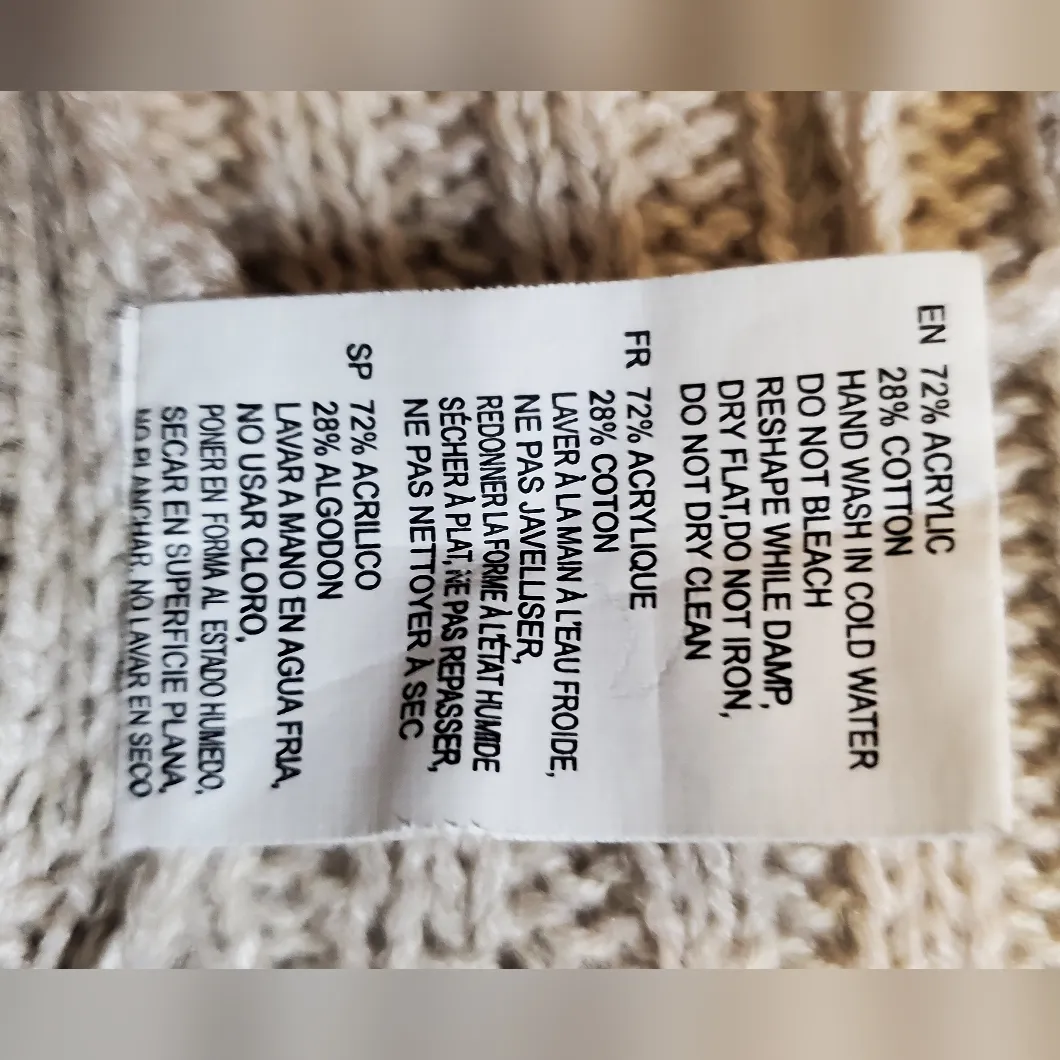 EN 72% ACRYLIC
28% COTTON
HAND WASH IN COLD WATER
DO NOT BLEACH
RESHAPE WHILE DAMP,
DRY FLAT,DO NOT IRON,
DO NOT DRY CLEAN
FR 72% ACRYLIQUE
28% COTON
LAVER À LA MAIN À L'EAU FROIDE,
NE PAS JAVELLISER,
REDONNER LA FORME À L'ÉTAT HUMIDE
SÉCHER À PLAT, NE PAS REPASSER,
NE PAS NETTOYER À SEC
SP 72% ACRILICO
28% ALGODON
LAVAR A MANO EN AGUA FRIA,
NO USAR CLORO,
PONER EN FORMA AL ESTADO HUMEDO,
SECAR EN SUPERFICIE PLANA,
NO PLANCHAR, NO LAVAR EN SECO